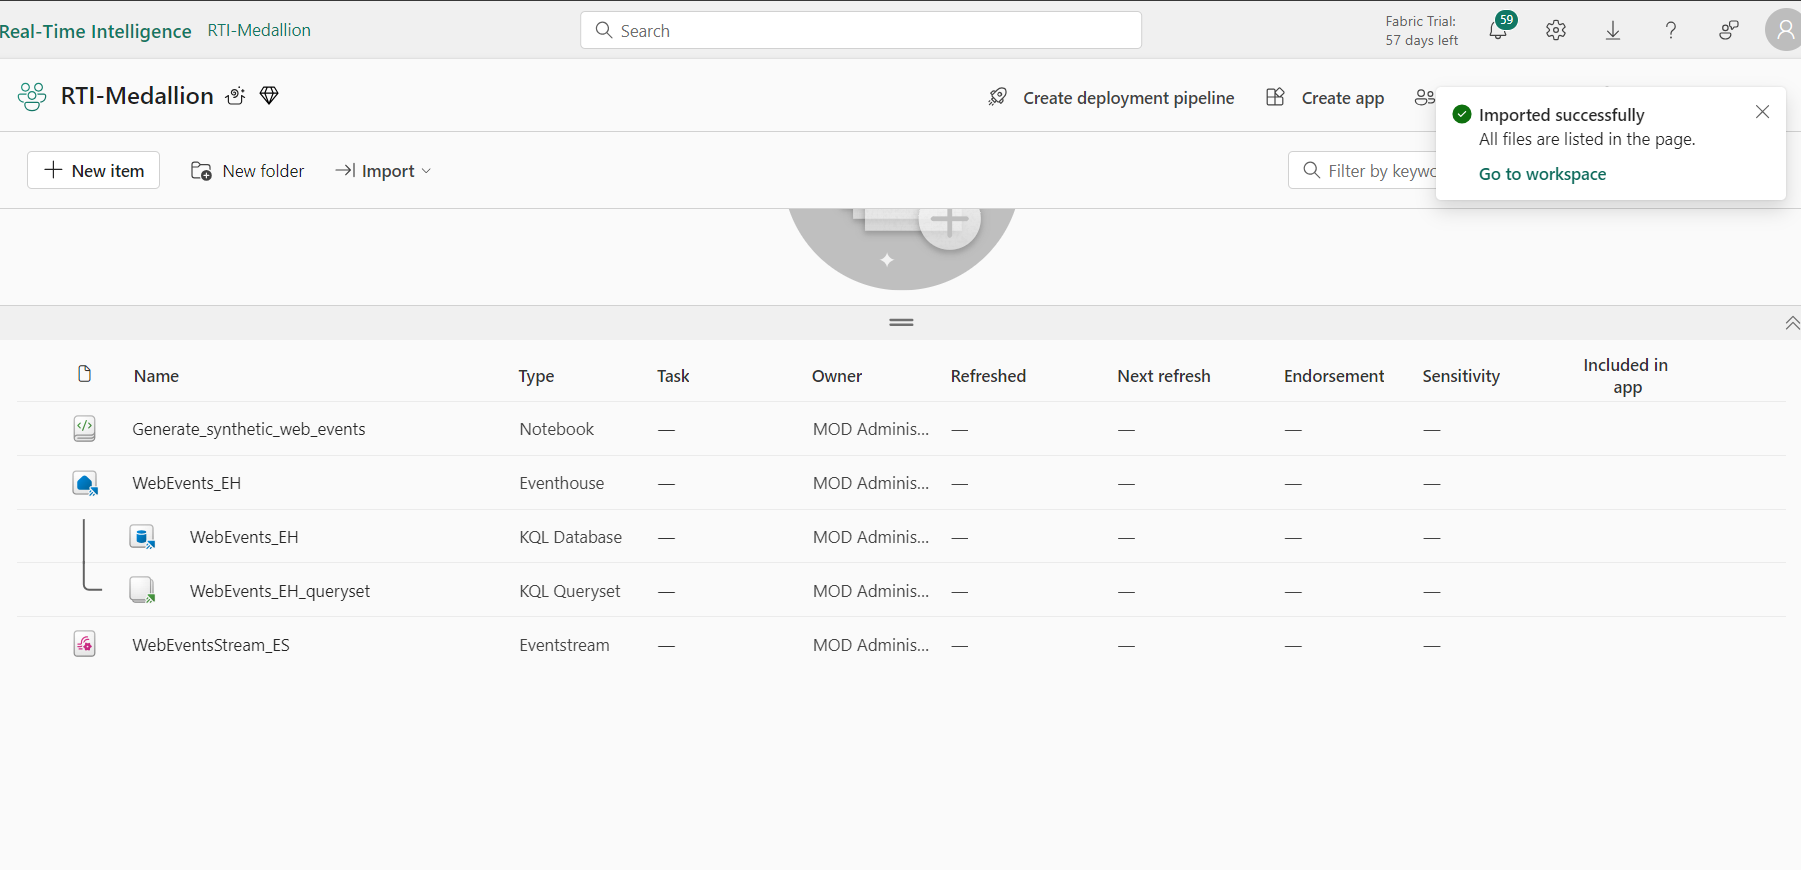 Real-Time Intelligence RTI-Medallion
Search
Fabric Trial:
57 days left
59
RTI-Medallion
Create deployment pipeline
Create app
Imported successfully
All files are listed in the page.
Go to workspace
New item
New folder
Import
Filter by keywo
Name Type Task Owner Refreshed Next refresh Endorsement Sensitivity Included in
app
Generate_synthetic_web_events Notebook — MOD Adminis... — — — —
WebEvents_EH Eventhouse — MOD Adminis... — — — —
WebEvents_EH KQL Database — MOD Adminis... — — — —
WebEvents_EH_queryset KQL Queryset — MOD Adminis... — — — —
WebEventsStream_ES Eventstream — MOD Adminis... — — — —